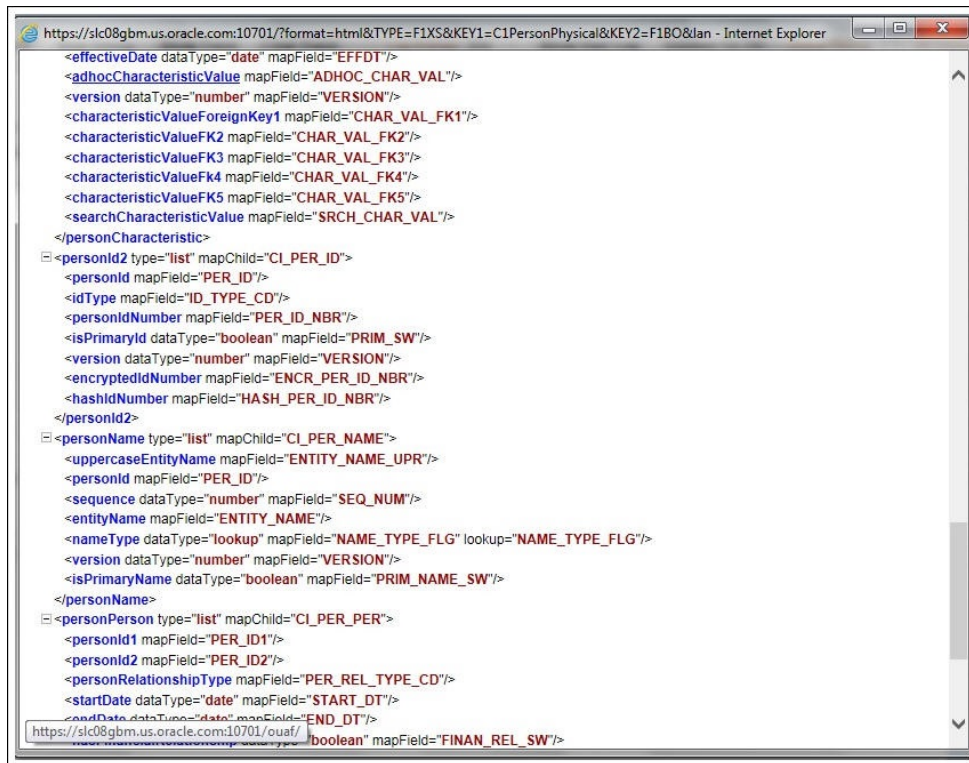 https://slc08gbm.us.oracle.com:10701/?format=html&TYPE=F1XS&KEY1=C1PersonPhysical&KEY2=F1BO&lan - Internet Explorer
<effectiveDate dataType="date" mapField="EFFDT"/>
<adhocCharacteristicValue mapField="ADHOC_CHAR_VAL"/>
<version dataType="number" mapField="VERSION"/>
<characteristicValueForeignKey1 mapField="CHAR_VAL_FK1"/>
<characteristicValueFK2 mapField="CHAR_VAL_FK2"/>
<characteristicValueFK3 mapField="CHAR_VAL_FK3"/>
<characteristicValueFk4 mapField="CHAR_VAL_FK4"/>
<characteristicValueFK5 mapField="CHAR_VAL_FK5"/>
<searchCharacteristicValue mapField="SRCH_CHAR_VAL"/>
</personCharacteristic>
<personId2 type="list" mapChild="CI_PER_ID">
<personId mapField="PER_ID"/>
<idType mapField="ID_TYPE_CD"/>
<personIdNumber mapField="PER_ID_NBR"/>
<isPrimaryId dataType="boolean" mapField="PRIM_SW"/>
<version dataType="number" mapField="VERSION"/>
<encryptedIdNumber mapField="ENCR_PER_ID_NBR"/>
<hashIdNumber mapField="HASH_PER_ID_NBR"/>
</personId2>
<personName type="list" mapChild="CI_PER_NAME">
<uppercaseEntityName mapField="ENTITY_NAME_UPR"/>
<personId mapField="PER_ID"/>
<sequence dataType="number" mapField="SEQ_NUM"/>
<entityName mapField="ENTITY_NAME"/>
<nameType dataType="lookup" mapField="NAME_TYPE_FLG" lookup="NAME_TYPE_FLG"/>
<version dataType="number" mapField="VERSION"/>
<isPrimaryName dataType="boolean" mapField="PRIM_NAME_SW"/>
</personName>
<personPerson type="list" mapChild="CI_PER_PER">
<personId1 mapField="PER_ID1"/>
<personId2 mapField="PER_ID2"/>
<personRelationshipType mapField="PER_REL_TYPE_CD"/>
<startDate dataType="date" mapField="START_DT"/>
<endDate dataType="date" mapField="END_DT"/>
https://slc08gbm.us.oracle.com:10701/ouaf/
"boolean" mapField="FINAN_REL_SW"/>